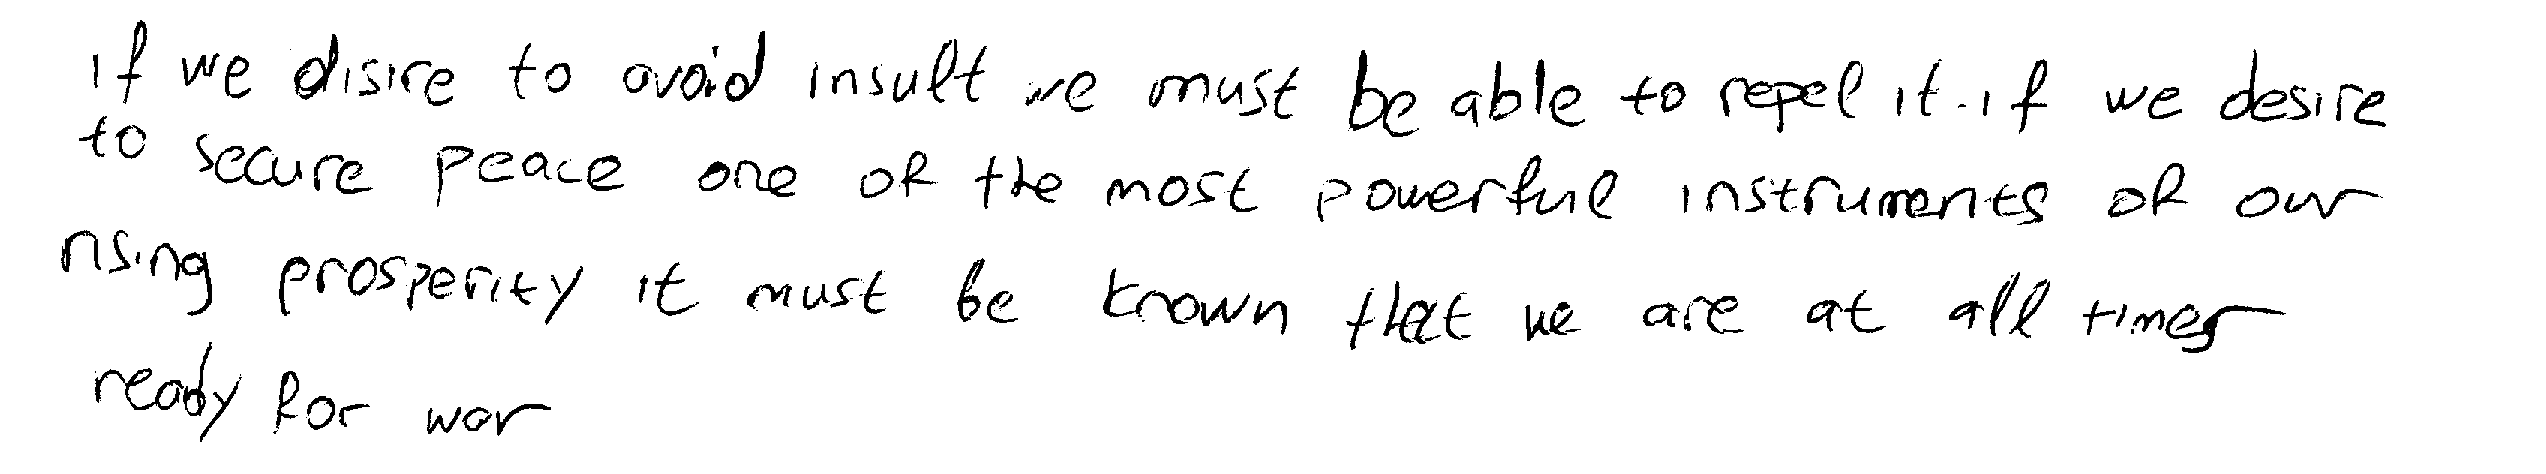 if we disire to avoid insult we must be able to repel it. if we desire
to secure peace one of the most powerful instruments of our
rising prosperity it must be known that we are at all times
ready for war